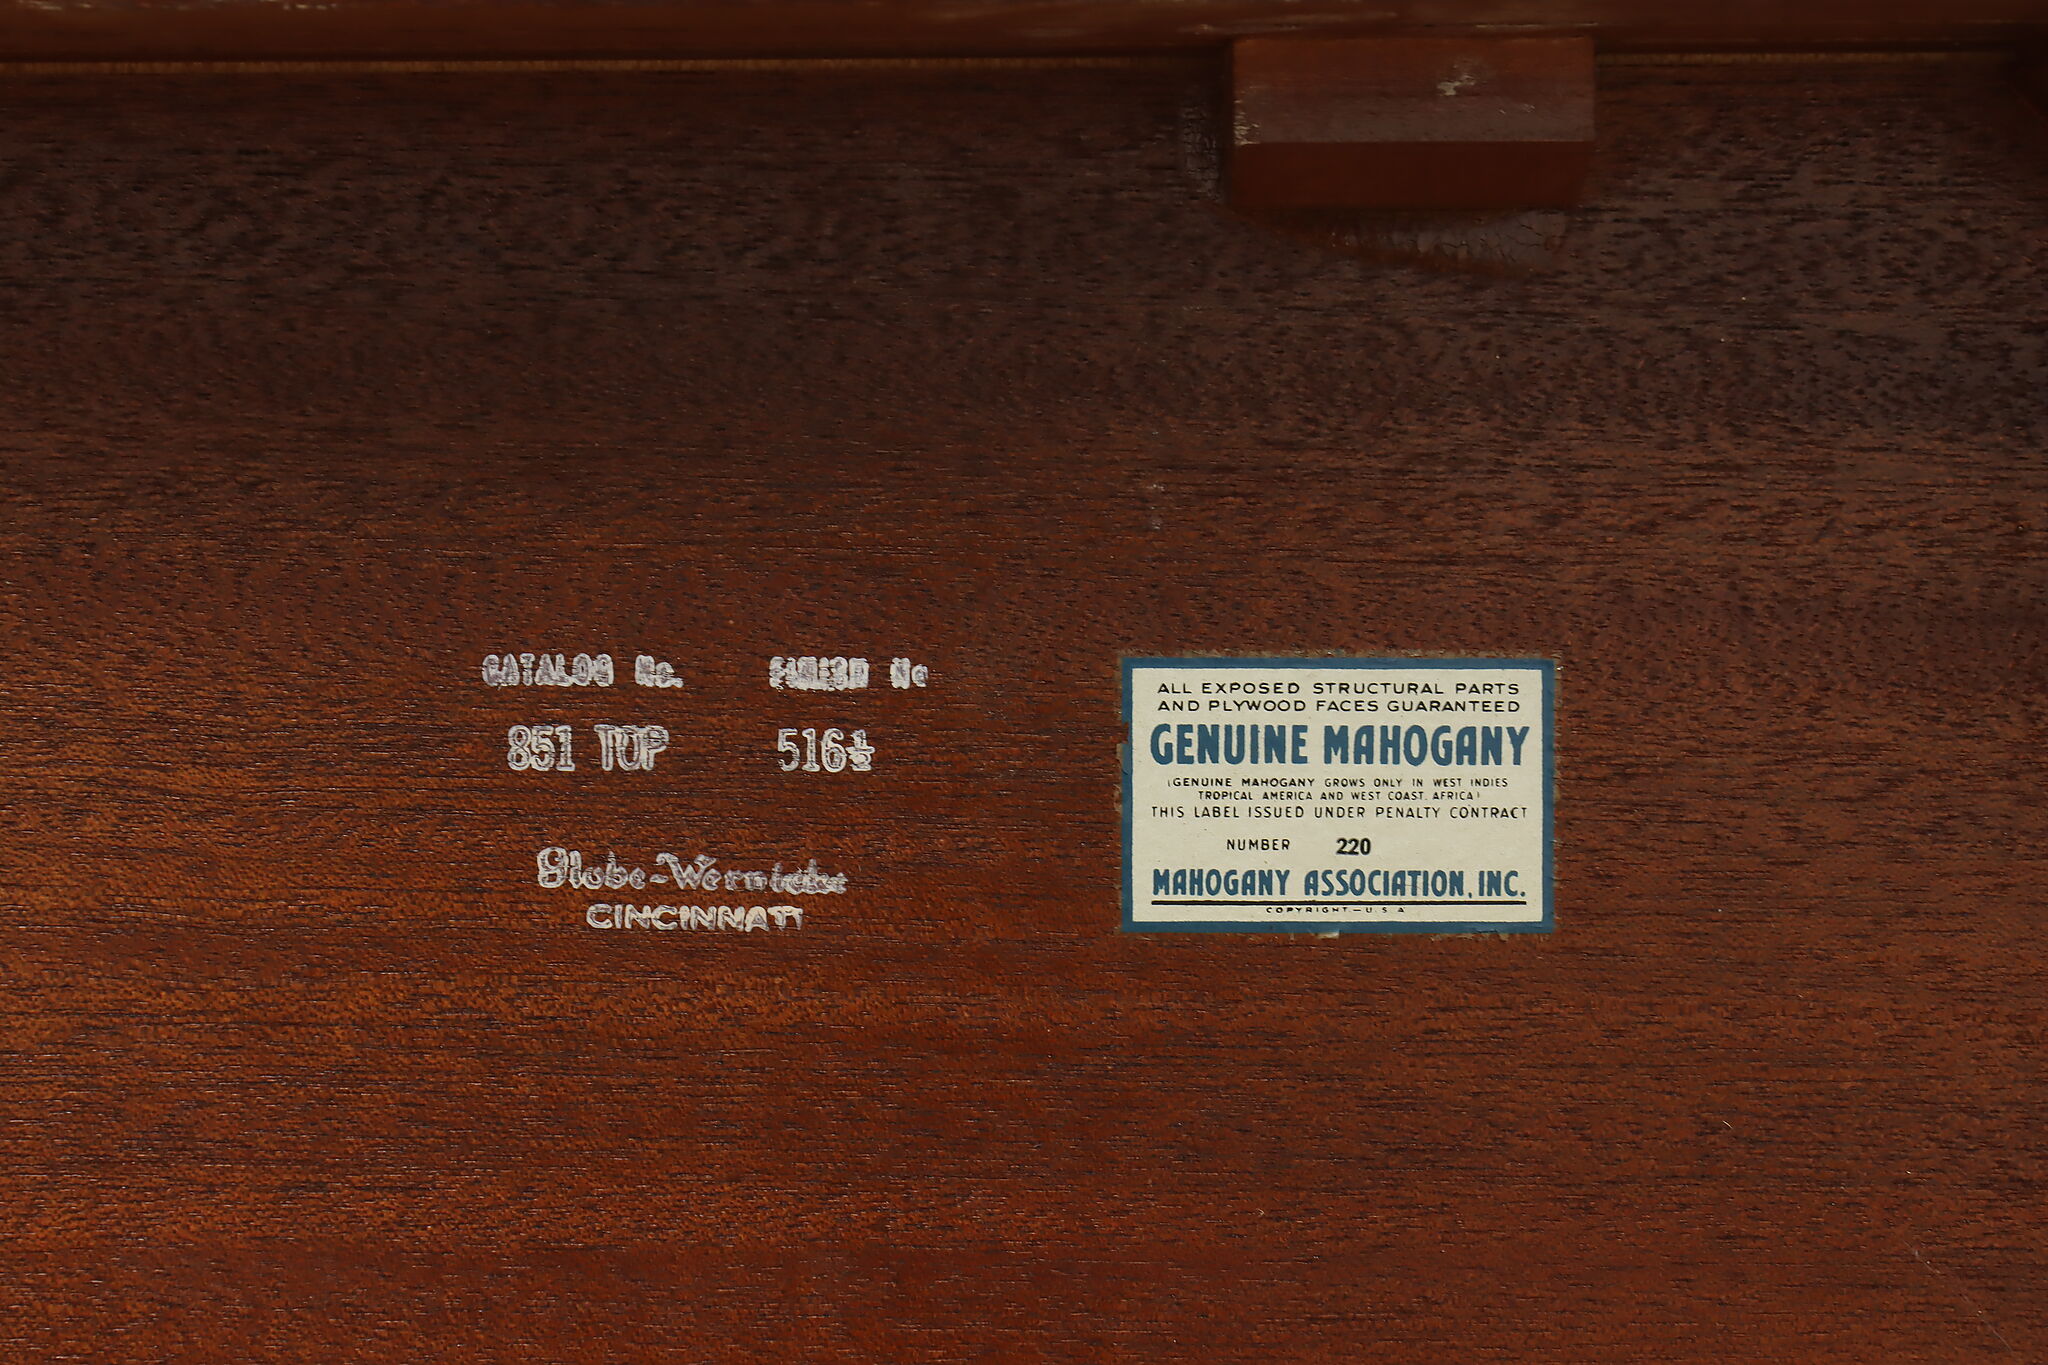 CATALOG No. FINISH No
851 TOP 516½
Globe-Wernicke
CINCINNATI
ALL EXPOSED STRUCTURAL PARTS
AND PLYWOOD FACES GUARANTEED
GENUINE MAHOGANY
(GENUINE MAHOGANY GROWS ONLY IN WEST INDIES
TROPICAL AMERICA AND WEST COAST, AFRICA)
THIS LABEL ISSUED UNDER PENALTY CONTRACT
NUMBER 220
MAHOGANY ASSOCIATION, INC.
COPYRIGHT—U.S.A